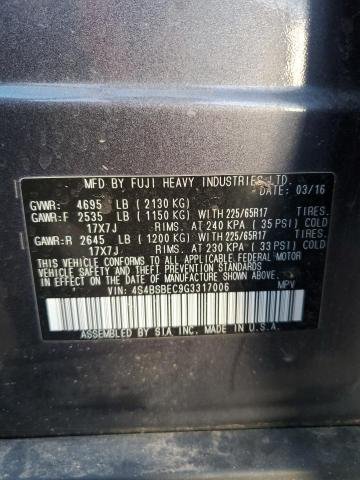 MFD BY FUJI HEAVY INDUSTRIES LTD.
DATE: 03/16
GVWR: 4695 LB (2130 KG)
GAWR:F 2535 LB (1150 KG) WITH 225/65R17 TIRES,
17X7J RIMS, AT 240 KPA (35 PSI) COLD
GAWR:R 2645 LB (1200 KG) WITH 225/65R17 TIRES,
17X7J RIMS, AT 230 KPA (33 PSI) COLD
THIS VEHICLE CONFORMS TO ALL APPLICABLE FEDERAL MOTOR
VEHICLE SAFETY STANDARDS IN EFFECT ON THE DATE OF
MANUFACTURE SHOWN ABOVE.
VIN: 4S4BSBEC9G3317006 MPV
ASSEMBLED BY SIA INC. MADE IN U.S.A.